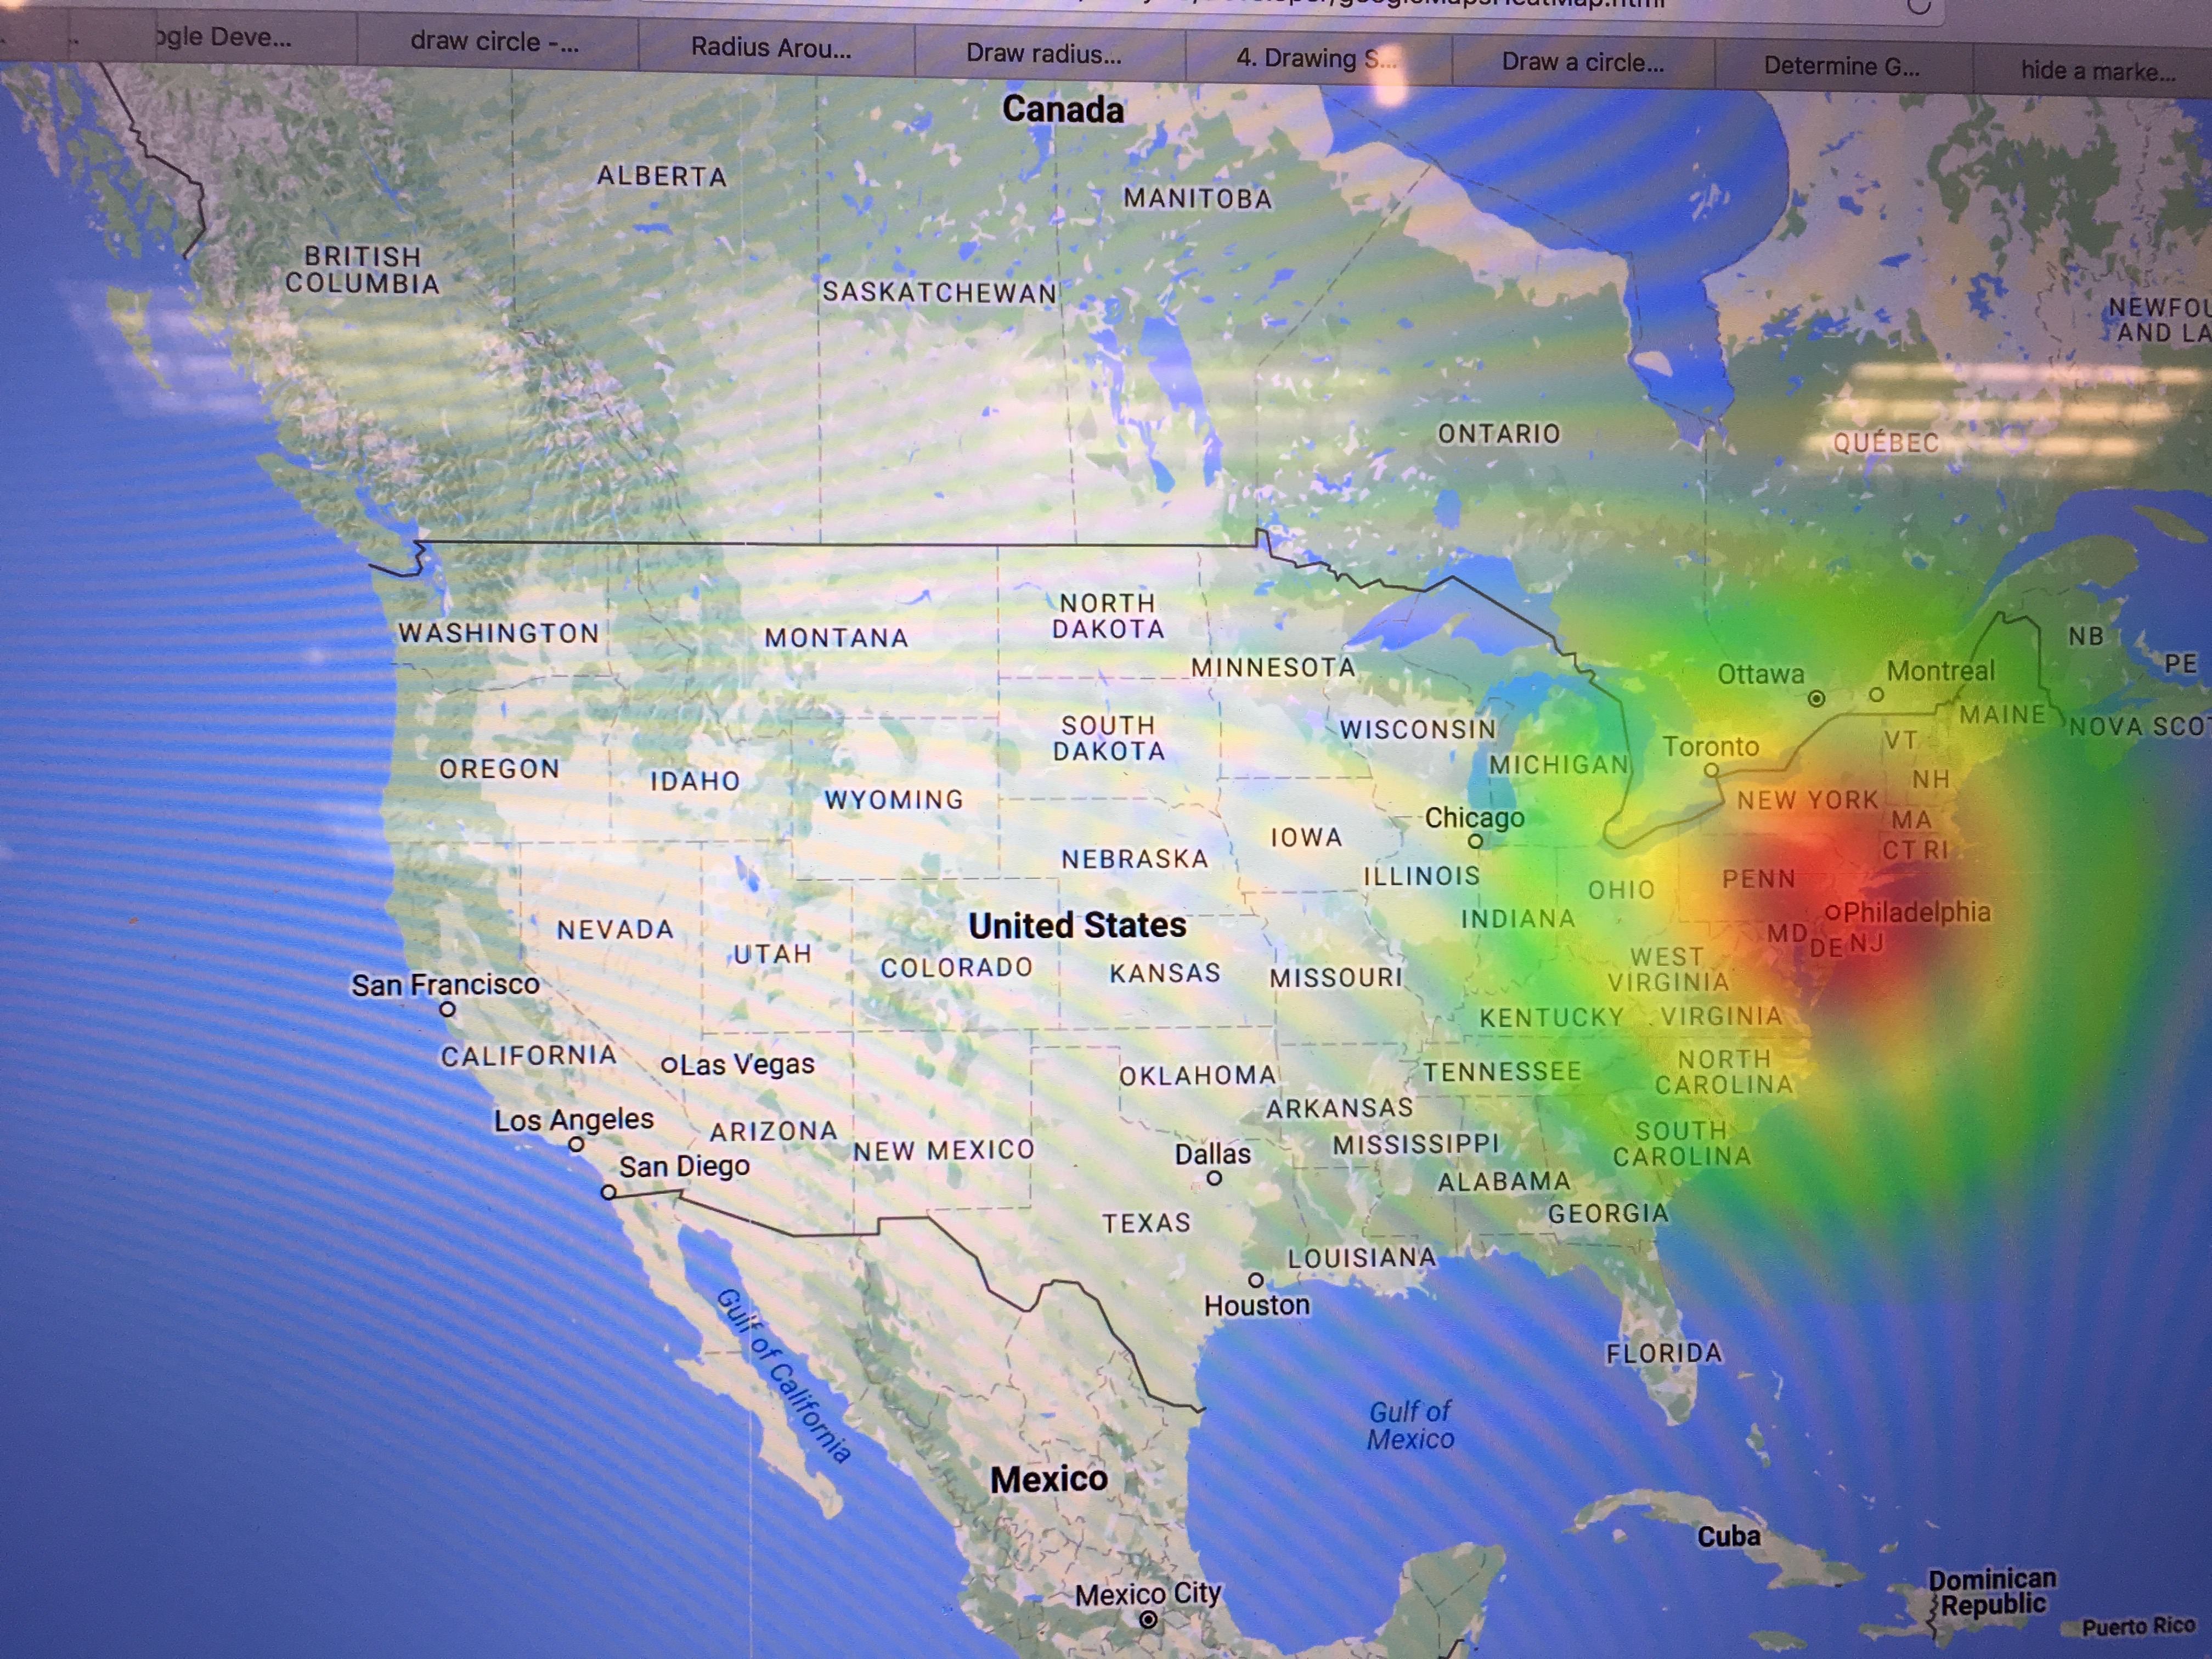 ogle Deve...
draw circle -...
Radius Arou...
Draw radius...
4. Drawing S...
Draw a circle...
Determine G...
hide a marke...
Canada
ALBERTA
MANITOBA
BRITISH
COLUMBIA
SASKATCHEWAN
NEWFOU
AND LA
ONTARIO
QUÉBEC
NORTH
DAKOTA
WASHINGTON
MONTANA
MINNESOTA
NB
PE
Ottawa
Montreal
SOUTH
DAKOTA
WISCONSIN
MAINE
NOVA SCO
VT
Toronto
MICHIGAN
OREGON
IDAHO
WYOMING
NH
NEW YORK
MA
Chicago
IOWA
CT RI
NEBRASKA
ILLINOIS
OHIO
PENN
INDIANA
Philadelphia
United States
NEVADA
UTAH
COLORADO
KANSAS
MISSOURI
MD
DE NJ
WEST
VIRGINIA
San Francisco
KENTUCKY
VIRGINIA
CALIFORNIA
Las Vegas
OKLAHOMA
TENNESSEE
NORTH
CAROLINA
Los Angeles
ARIZONA
NEW MEXICO
ARKANSAS
MISSISSIPPI
SOUTH
CAROLINA
San Diego
Dallas
ALABAMA
TEXAS
GEORGIA
LOUISIANA
Houston
Gulf of California
FLORIDA
Gulf of
Mexico
Mexico
Cuba
Mexico City
Dominican
Republic
Puerto Rico